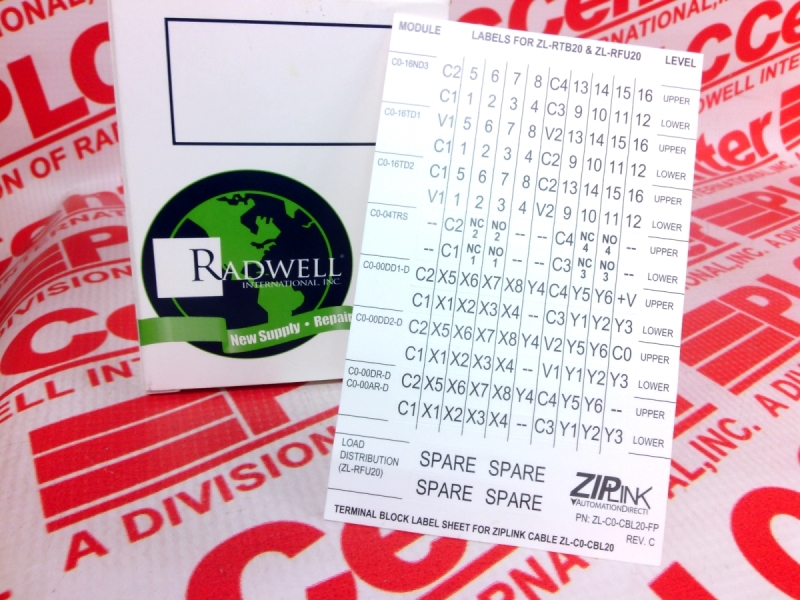 RADWELL
INTERNATIONAL, INC.
New Supply • Repair
MODULE LABELS FOR ZL-RTB20 & ZL-RFU20 LEVEL
C0-16ND3 C2 5 6 7 8 C4 13 14 15 16 UPPER
C1 1 2 3 4 C3 9 10 11 12 LOWER
C0-16TD1 V1 5 6 7 8 V2 13 14 15 16 UPPER
C1 1 2 3 4 C2 9 10 11 12 LOWER
C0-16TD2 C1 5 6 7 8 C2 13 14 15 16 UPPER
V1 1 2 3 4 V2 9 10 11 12 LOWER
C0-04TRS -- C2 NC 2 NO 2 -- -- C4 NC 4 NO 4 -- UPPER
-- C1 NC 1 NO 1 -- -- C3 NC 3 NO 3 -- LOWER
C0-00DD1-D C2 X5 X6 X7 X8 Y4 C4 Y5 Y6 +V UPPER
C1 X1 X2 X3 X4 -- C3 Y1 Y2 Y3 LOWER
C0-00DD2-D C2 X5 X6 X7 X8 Y4 V2 Y5 Y6 C0 UPPER
C1 X1 X2 X3 X4 -- V1 Y1 Y2 Y3 LOWER
C0-00DR-D
C0-00AR-D C2 X5 X6 X7 X8 Y4 C4 Y5 Y6 -- UPPER
C1 X1 X2 X3 X4 -- C3 Y1 Y2 Y3 LOWER
LOAD
DISTRIBUTION
(ZL-RFU20)
SPARE SPARE
SPARE SPARE
ZIPLINK
AUTOMATIONDIRECT
PN: ZL-C0-CBL20-FP
REV. C
TERMINAL BLOCK LABEL SHEET FOR ZIPLINK CABLE ZL-C0-CBL20